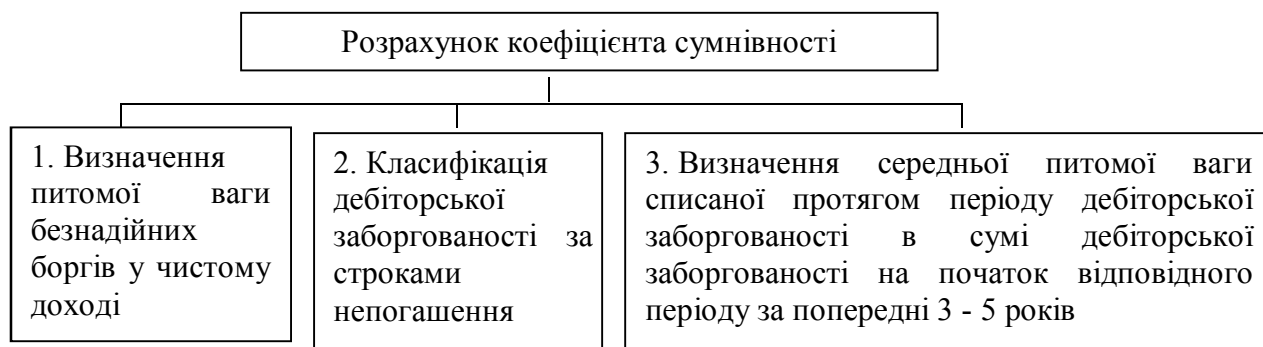 Розрахунок коефіцієнта сумнівності
1. Визначення
питомої ваги
безнадійних
боргів у чистому
доході
2. Класифікація
дебіторської
заборгованості за
строками
непогашення
3. Визначення середньої питомої ваги
списаної протягом періоду дебіторської
заборгованості в сумі дебіторської
заборгованості на початок відповідного
періоду за попередні 3 - 5 років